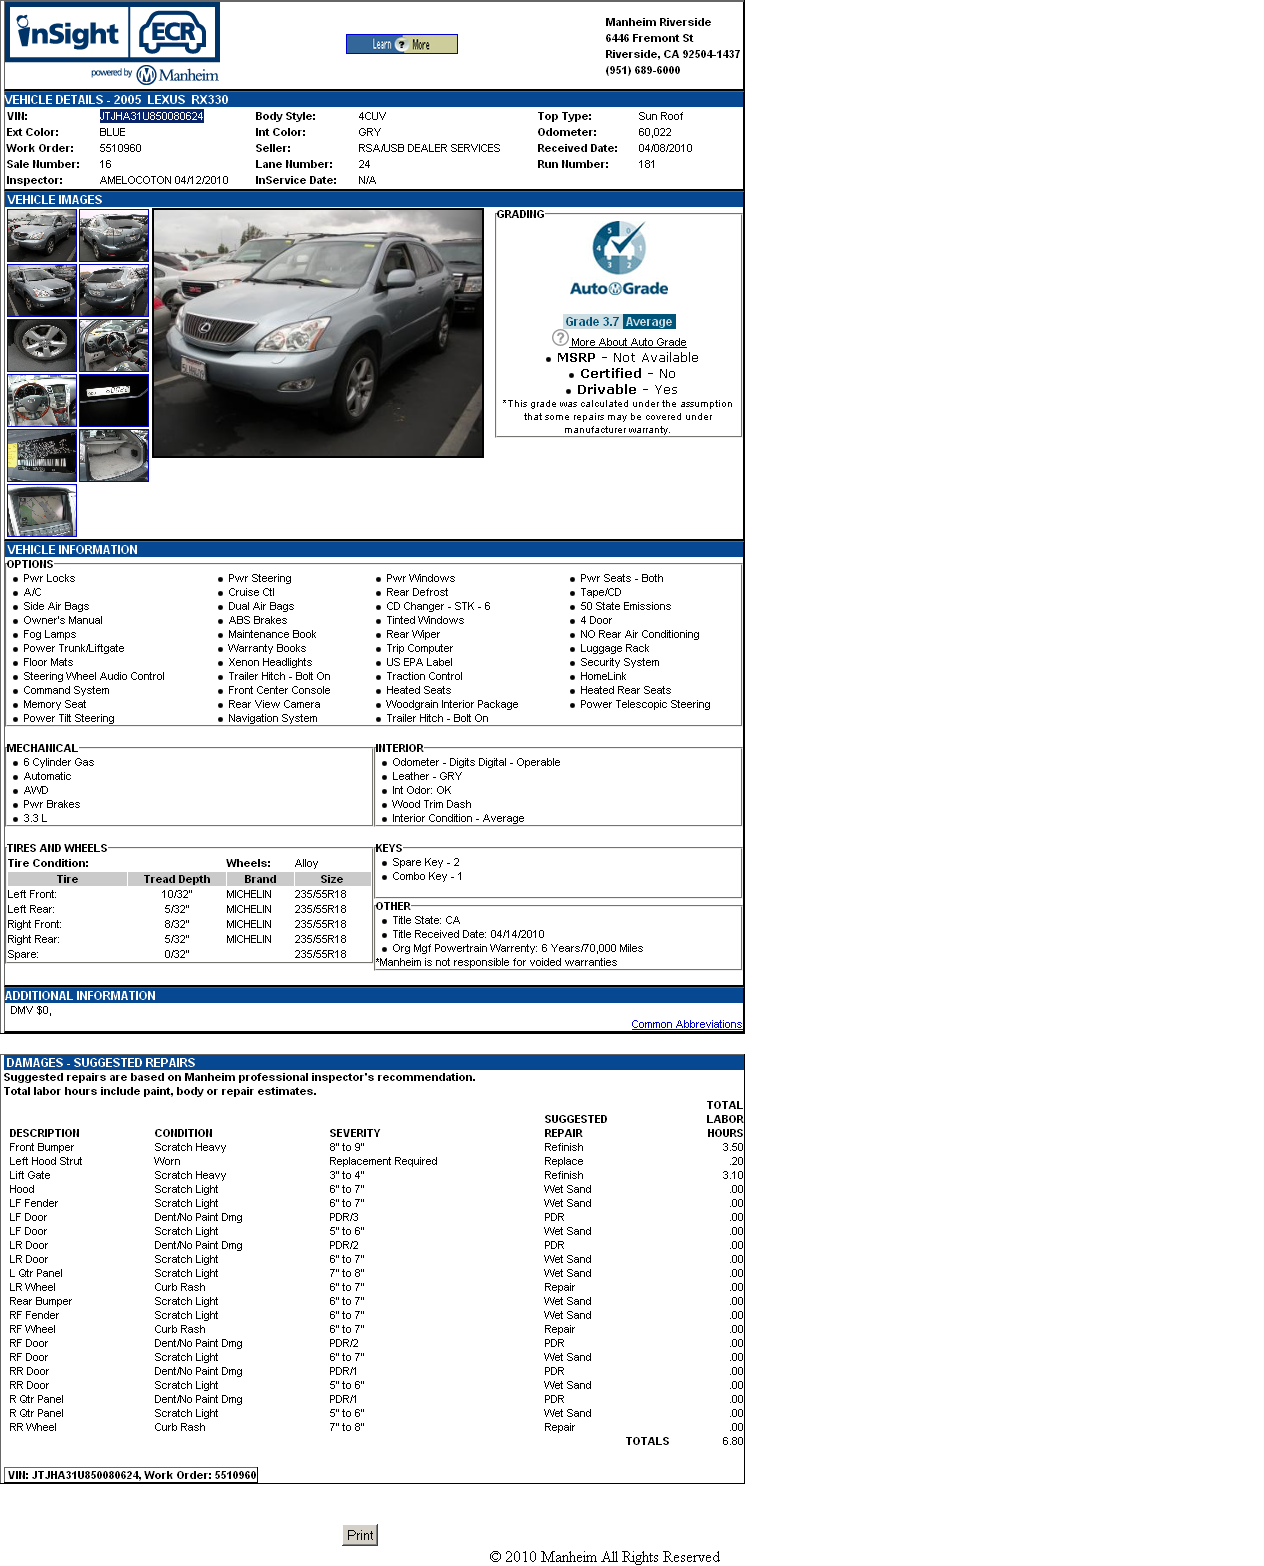 inSight ECR
powered by Manheim
Learn ? More
Manheim Riverside
6446 Fremont St
Riverside, CA 92504-1437
(951) 689-6000
VEHICLE DETAILS - 2005 LEXUS RX330
VIN: JTJHA31U850080624 Body Style: 4CUV Top Type: Sun Roof
Ext Color: BLUE Int Color: GRY Odometer: 60,022
Work Order: 5510960 Seller: RSA/USB DEALER SERVICES Received Date: 04/08/2010
Sale Number: 16 Lane Number: 24 Run Number: 181
Inspector: AMELOCOTON 04/12/2010 InService Date: N/A
VEHICLE IMAGES
GRADING
5 0 4 1 3 2
AutoGrade
Grade 3.7 Average
? More About Auto Grade
• MSRP - Not Available
• Certified - No
• Drivable - Yes
*This grade was calculated under the assumption
that some repairs may be covered under
manufacturer warranty.
VEHICLE INFORMATION
OPTIONS
• Pwr Locks • Pwr Steering • Pwr Windows • Pwr Seats - Both
• A/C • Cruise Ctl • Rear Defrost • Tape/CD
• Side Air Bags • Dual Air Bags • CD Changer - STK - 6 • 50 State Emissions
• Owner's Manual • ABS Brakes • Tinted Windows • 4 Door
• Fog Lamps • Maintenance Book • Rear Wiper • NO Rear Air Conditioning
• Power Trunk/Liftgate • Warranty Books • Trip Computer • Luggage Rack
• Floor Mats • Xenon Headlights • US EPA Label • Security System
• Steering Wheel Audio Control • Trailer Hitch - Bolt On • Traction Control • HomeLink
• Command System • Front Center Console • Heated Seats • Heated Rear Seats
• Memory Seat • Rear View Camera • Woodgrain Interior Package • Power Telescopic Steering
• Power Tilt Steering • Navigation System • Trailer Hitch - Bolt On
MECHANICAL
• 6 Cylinder Gas
• Automatic
• AWD
• Pwr Brakes
• 3.3 L
INTERIOR
• Odometer - Digits Digital - Operable
• Leather - GRY
• Int Odor: OK
• Wood Trim Dash
• Interior Condition - Average
TIRES AND WHEELS
Tire Condition: Wheels: Alloy
Tire Tread Depth Brand Size
Left Front: 10/32" MICHELIN 235/55R18
Left Rear: 5/32" MICHELIN 235/55R18
Right Front: 8/32" MICHELIN 235/55R18
Right Rear: 5/32" MICHELIN 235/55R18
Spare: 0/32" 235/55R18
KEYS
• Spare Key - 2
• Combo Key - 1
OTHER
• Title State: CA
• Title Received Date: 04/14/2010
• Org Mgf Powertrain Warrenty: 6 Years/70,000 Miles
*Manheim is not responsible for voided warranties
ADDITIONAL INFORMATION
DMV $0,
Common Abbreviations
DAMAGES - SUGGESTED REPAIRS
Suggested repairs are based on Manheim professional inspector's recommendation.
Total labor hours include paint, body or repair estimates.
DESCRIPTION CONDITION SEVERITY SUGGESTED REPAIR TOTAL LABOR HOURS
Front Bumper Scratch Heavy 8" to 9" Refinish 3.50
Left Hood Strut Worn Replacement Required Replace .20
Lift Gate Scratch Heavy 3" to 4" Refinish 3.10
Hood Scratch Light 6" to 7" Wet Sand .00
LF Fender Scratch Light 6" to 7" Wet Sand .00
LF Door Dent/No Paint Dmg PDR/3 PDR .00
LF Door Scratch Light 5" to 6" Wet Sand .00
LR Door Dent/No Paint Dmg PDR/2 PDR .00
LR Door Scratch Light 6" to 7" Wet Sand .00
L Qtr Panel Scratch Light 7" to 8" Wet Sand .00
LR Wheel Curb Rash 6" to 7" Repair .00
Rear Bumper Scratch Light 6" to 7" Wet Sand .00
RF Fender Scratch Light 6" to 7" Wet Sand .00
RF Wheel Curb Rash 6" to 7" Repair .00
RF Door Dent/No Paint Dmg PDR/2 PDR .00
RF Door Scratch Light 6" to 7" Wet Sand .00
RR Door Dent/No Paint Dmg PDR/1 PDR .00
RR Door Scratch Light 5" to 6" Wet Sand .00
R Qtr Panel Dent/No Paint Dmg PDR/1 PDR .00
R Qtr Panel Scratch Light 5" to 6" Wet Sand .00
RR Wheel Curb Rash 7" to 8" Repair .00
TOTALS 6.80
VIN: JTJHA31U850080624, Work Order: 5510960
Print
© 2010 Manheim All Rights Reserved